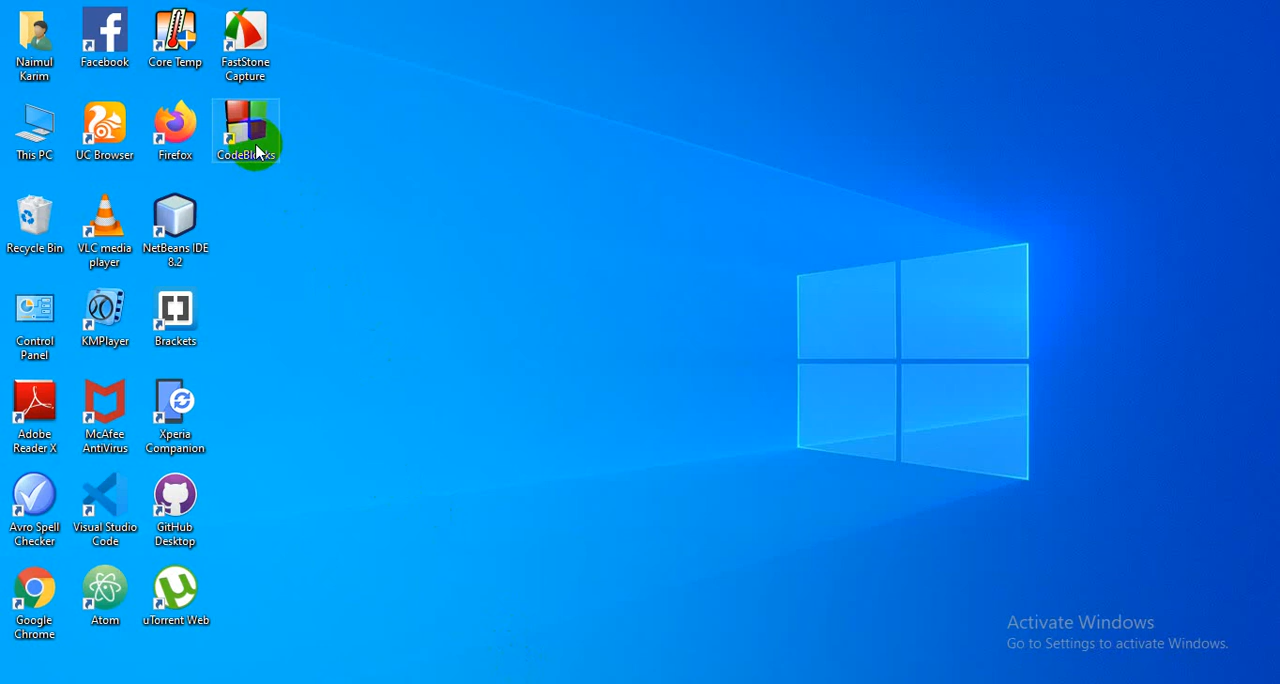 Naimul
Karim
Facebook
Core Temp
FastStone
Capture
This PC
UC Browser
Firefox
CodeBlocks
Recycle Bin
VLC media
player
NetBeans IDE
8.2
Control
Panel
KMPlayer
Brackets
Adobe
Reader X
McAfee
AntiVirus
Xperia
Companion
Avro Spell
Checker
Visual Studio
Code
GitHub
Desktop
Google
Chrome
Atom
uTorrent Web
Activate Windows
Go to Settings to activate Windows.